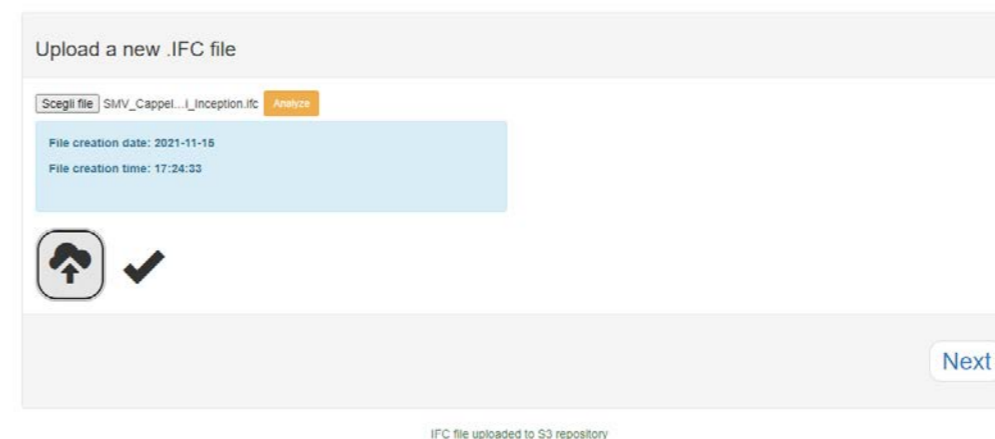 Upload a new .IFC file
Scegli file SMV_Cappel...i_Inception.ifc Analyze
File creation date: 2021-11-15
File creation time: 17:24:33
Next
IFC file uploaded to S3 repository